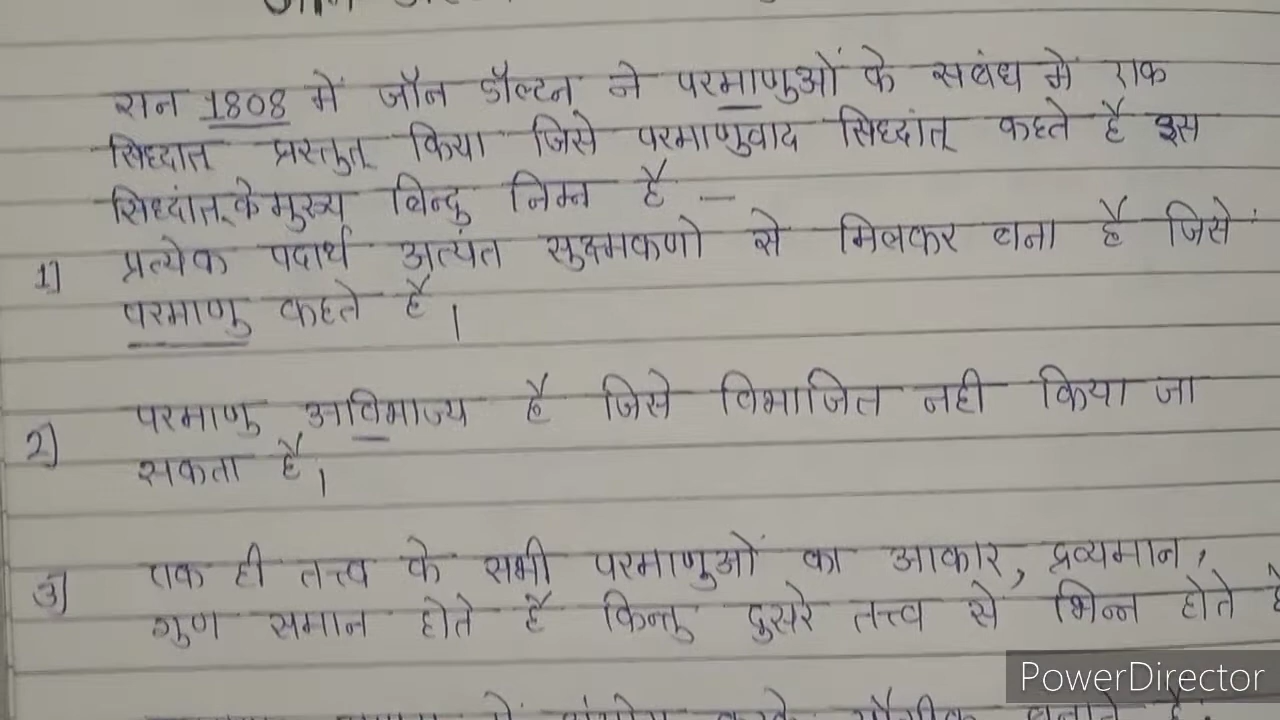 सन 1808 में जॉन डॉल्टन ने परमाणुओं के सबंध में एक
सिध्दात प्रस्तुत् किया जिसे परमाणुवाद सिध्दांत् कहते है इस
सिध्दांत् के मुख्य बिन्दु निम्न है —
1) प्रत्येक पदार्थ अत्यंत सुक्ष्मकणो से मिलकर बना है जिसे
परमाणु कहते है ।
2) परमाणु अविभाज्य है जिसे विभाजित नही किया जा
सकता है ।
3) एक ही तत्त्व के सभी परमाणुओं का आकार, द्रव्यमान,
गुण समान होते है किन्तु दुसरे तत्त्व से भिन्न होते है
PowerDirector